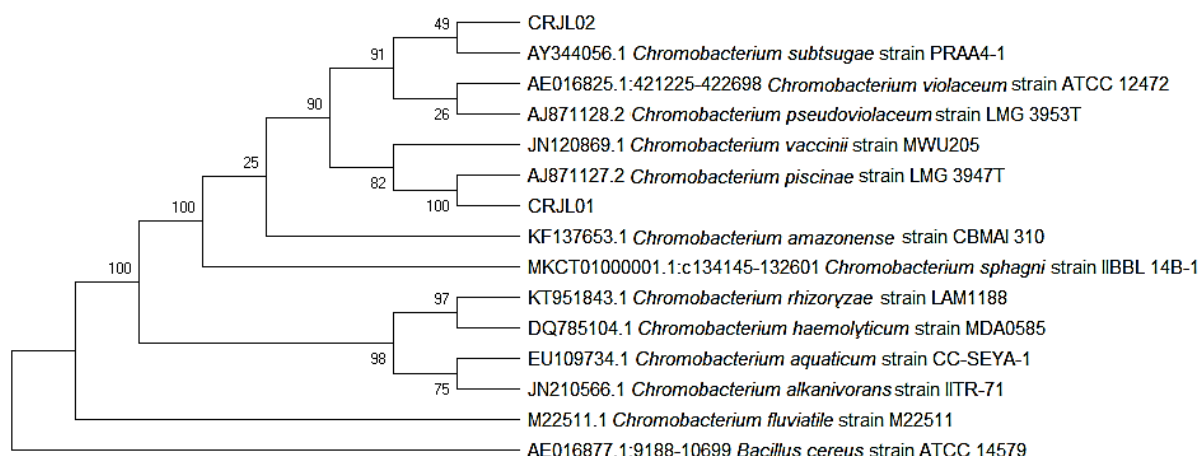 49
CRJL02
AY344056.1 Chromobacterium subtsugae strain PRAA4-1
91
AE016825.1:421225-422698 Chromobacterium violaceum strain ATCC 12472
90
26
AJ871128.2 Chromobacterium pseudoviolaceum strain LMG 3953T
JN120869.1 Chromobacterium vaccinii strain MWU205
25
82
AJ871127.2 Chromobacterium piscinae strain LMG 3947T
100
CRJL01
100
KF137653.1 Chromobacterium amazonense strain CBMAI 310
100
MKCT01000001.1:c134145-132601 Chromobacterium sphagni strain IIBBL 14B-1
97
KT951843.1 Chromobacterium rhizoryzae strain LAM1188
DQ785104.1 Chromobacterium haemolyticum strain MDA0585
98
EU109734.1 Chromobacterium aquaticum strain CC-SEYA-1
75
JN210566.1 Chromobacterium alkanivorans strain IITR-71
M22511.1 Chromobacterium fluviatile strain M22511
AE016877.1:9188-10699 Bacillus cereus strain ATCC 14579